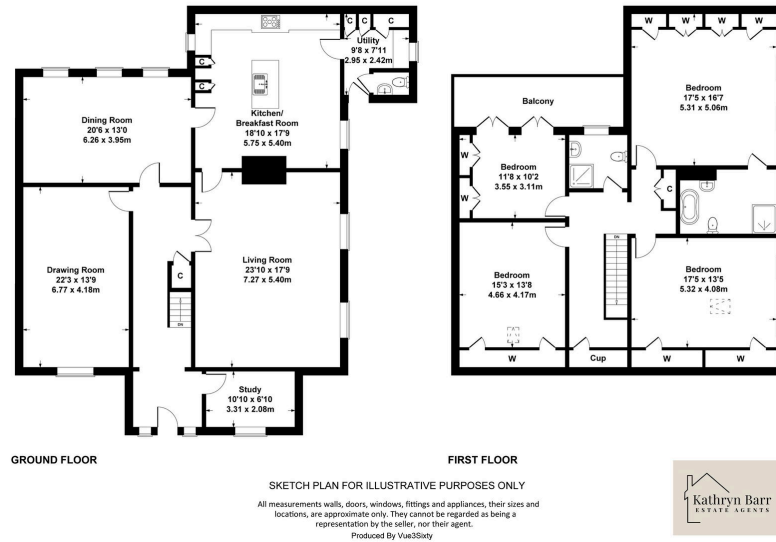 C
C
C
Utility
9'8 x 7'11
2.95 x 2.42m
C
C
Kitchen/
Breakfast Room
18'10 x 17'9
5.75 x 5.40m
Dining Room
20'6 x 13'0
6.26 x 3.95m
Drawing Room
22'3 x 13'9
6.77 x 4.18m
C
DN
Living Room
23'10 x 17'9
7.27 x 5.40m
Study
10'10 x 6'10
3.31 x 2.08m
W
W
W
W
Bedroom
17'5 x 16'7
5.31 x 5.06m
Balcony
W
W
Bedroom
11'8 x 10'2
3.55 x 3.11m
C
DN
Bedroom
15'3 x 13'8
4.66 x 4.17m
Bedroom
17'5 x 13'5
5.32 x 4.08m
W
Cup
W
W
GROUND FLOOR
FIRST FLOOR
SKETCH PLAN FOR ILLUSTRATIVE PURPOSES ONLY
All measurements walls, doors, windows, fittings and appliances, their sizes and
locations, are approximate only. They cannot be regarded as being a
representation by the seller, nor their agent.
Produced By Vue3Sixty
Kathryn Barr
ESTATE AGENTS